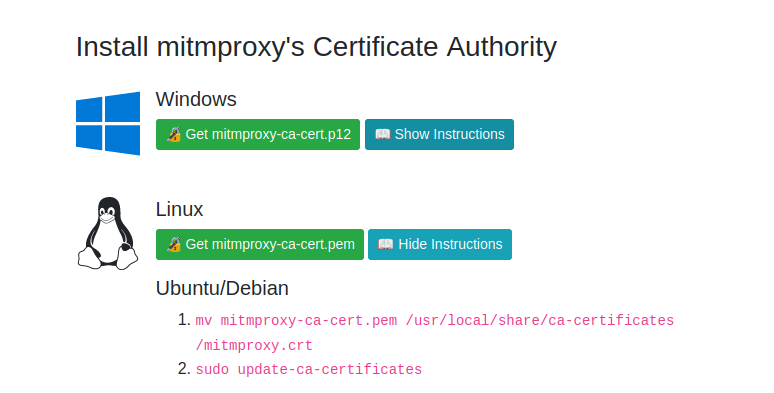 Install mitmproxy's Certificate Authority
Windows
Get mitmproxy-ca-cert.p12
Show Instructions
Linux
Get mitmproxy-ca-cert.pem
Hide Instructions
Ubuntu/Debian
1. mv mitmproxy-ca-cert.pem /usr/local/share/ca-certificates
/mitmproxy.crt
2. sudo update-ca-certificates